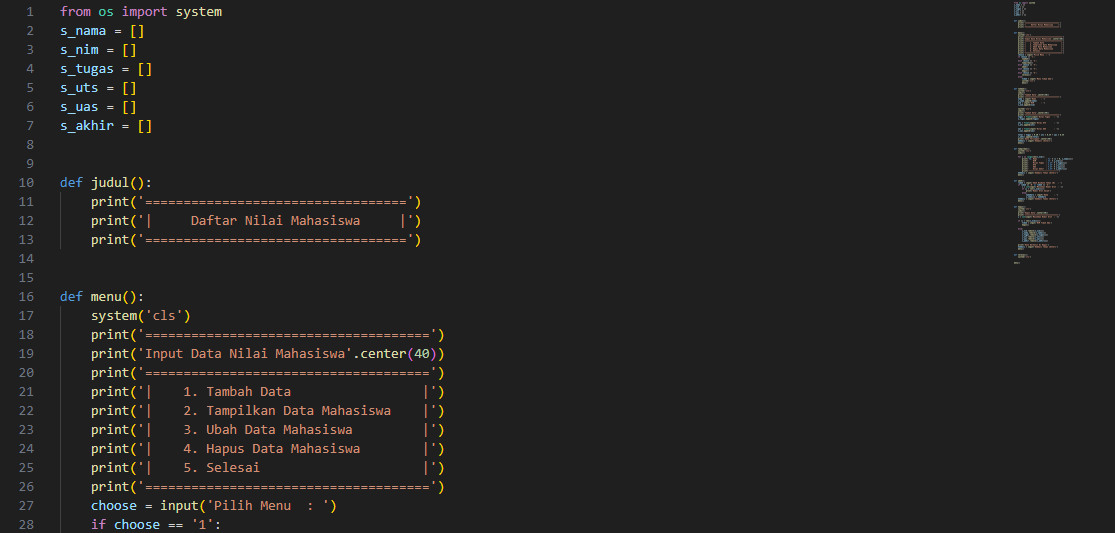 1 from os import system
2 s_nama = []
3 s_nim = []
4 s_tugas = []
5 s_uts = []
6 s_uas = []
7 s_akhir = []
8
9
10 def judul():
11     print('==================================')
12     print('|     Daftar Nilai Mahasiswa     |')
13     print('==================================')
14
15
16 def menu():
17     system('cls')
18     print('=====================================')
19     print('Input Data Nilai Mahasiswa'.center(40))
20     print('=====================================')
21     print('|    1. Tambah Data                 |')
22     print('|    2. Tampilkan Data Mahasiswa    |')
23     print('|    3. Ubah Data Mahasiswa         |')
24     print('|    4. Hapus Data Mahasiswa        |')
25     print('|    5. Selesai                     |')
26     print('=====================================')
27     choose = input('Pilih Menu  : ')
28     if choose == '1':